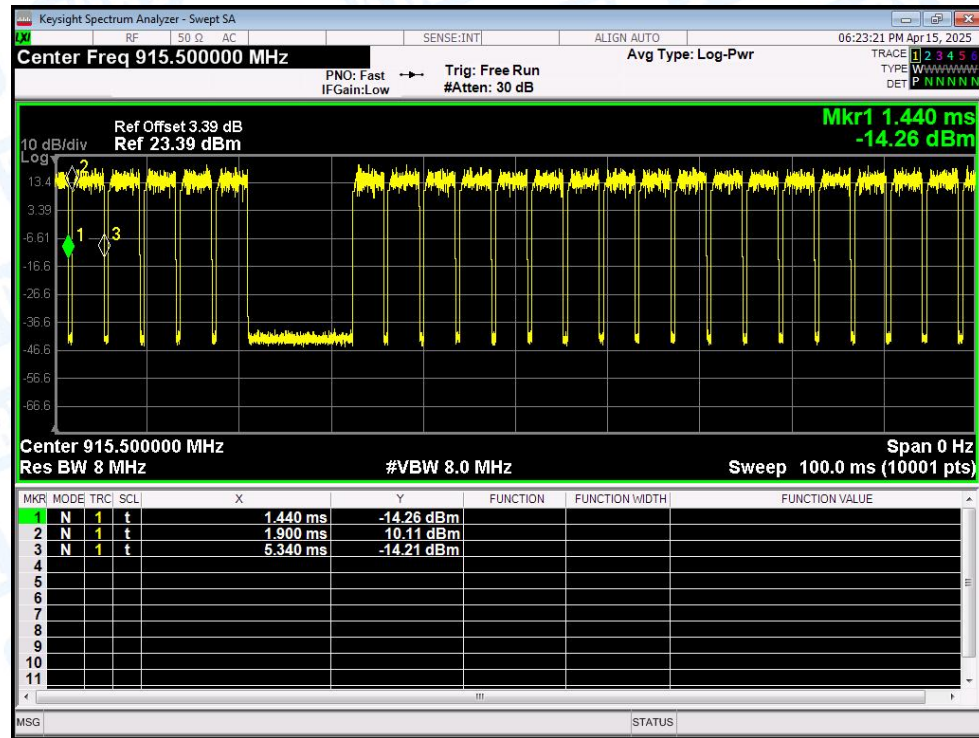 Keysight Spectrum Analyzer - Swept SA
LXI RF 50 Ω AC SENSE:INT ALIGN AUTO 06:23:21 PM Apr 15, 2025
Center Freq 915.500000 MHz Avg Type: Log-Pwr TRACE 1 2 3 4 5 6
PNO: Fast Trig: Free Run TYPE WWWWWW
IFGain:Low #Atten: 30 dB DET P N N N N N
Mkr1 1.440 ms
Ref Offset 3.39 dB
10 dB/div Ref 23.39 dBm -14.26 dBm
Log
2
13.4
3.39
1 3
-6.61
-16.6
-26.6
-36.6
-46.6
-56.6
-66.6
Center 915.500000 MHz Span 0 Hz
Res BW 8 MHz #VBW 8.0 MHz Sweep 100.0 ms (10001 pts)
MKR MODE TRC SCL X Y FUNCTION FUNCTION WIDTH FUNCTION VALUE
1 N 1 t 1.440 ms -14.26 dBm
2 N 1 t 1.900 ms 10.11 dBm
3 N 1 t 5.340 ms -14.21 dBm
4
5
6
7
8
9
10
11
MSG STATUS